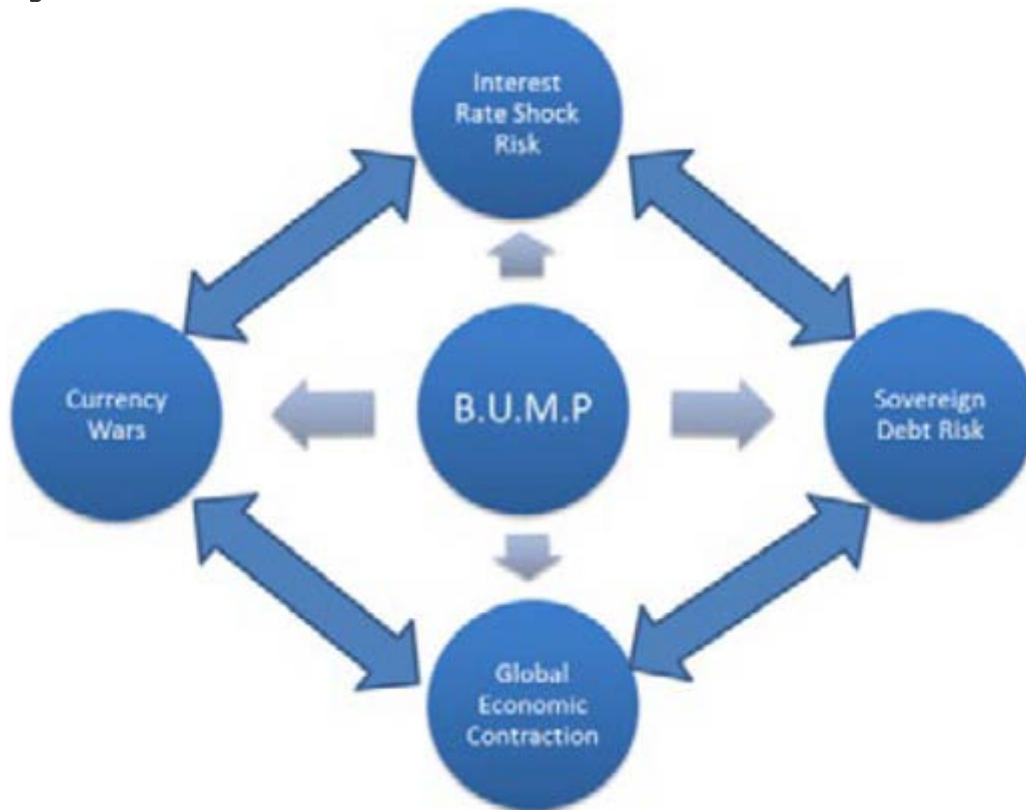 Interest
Rate Shock
Risk
Currency
Wars
B.U.M.P
Sovereign
Debt Risk
Global
Economic
Contraction